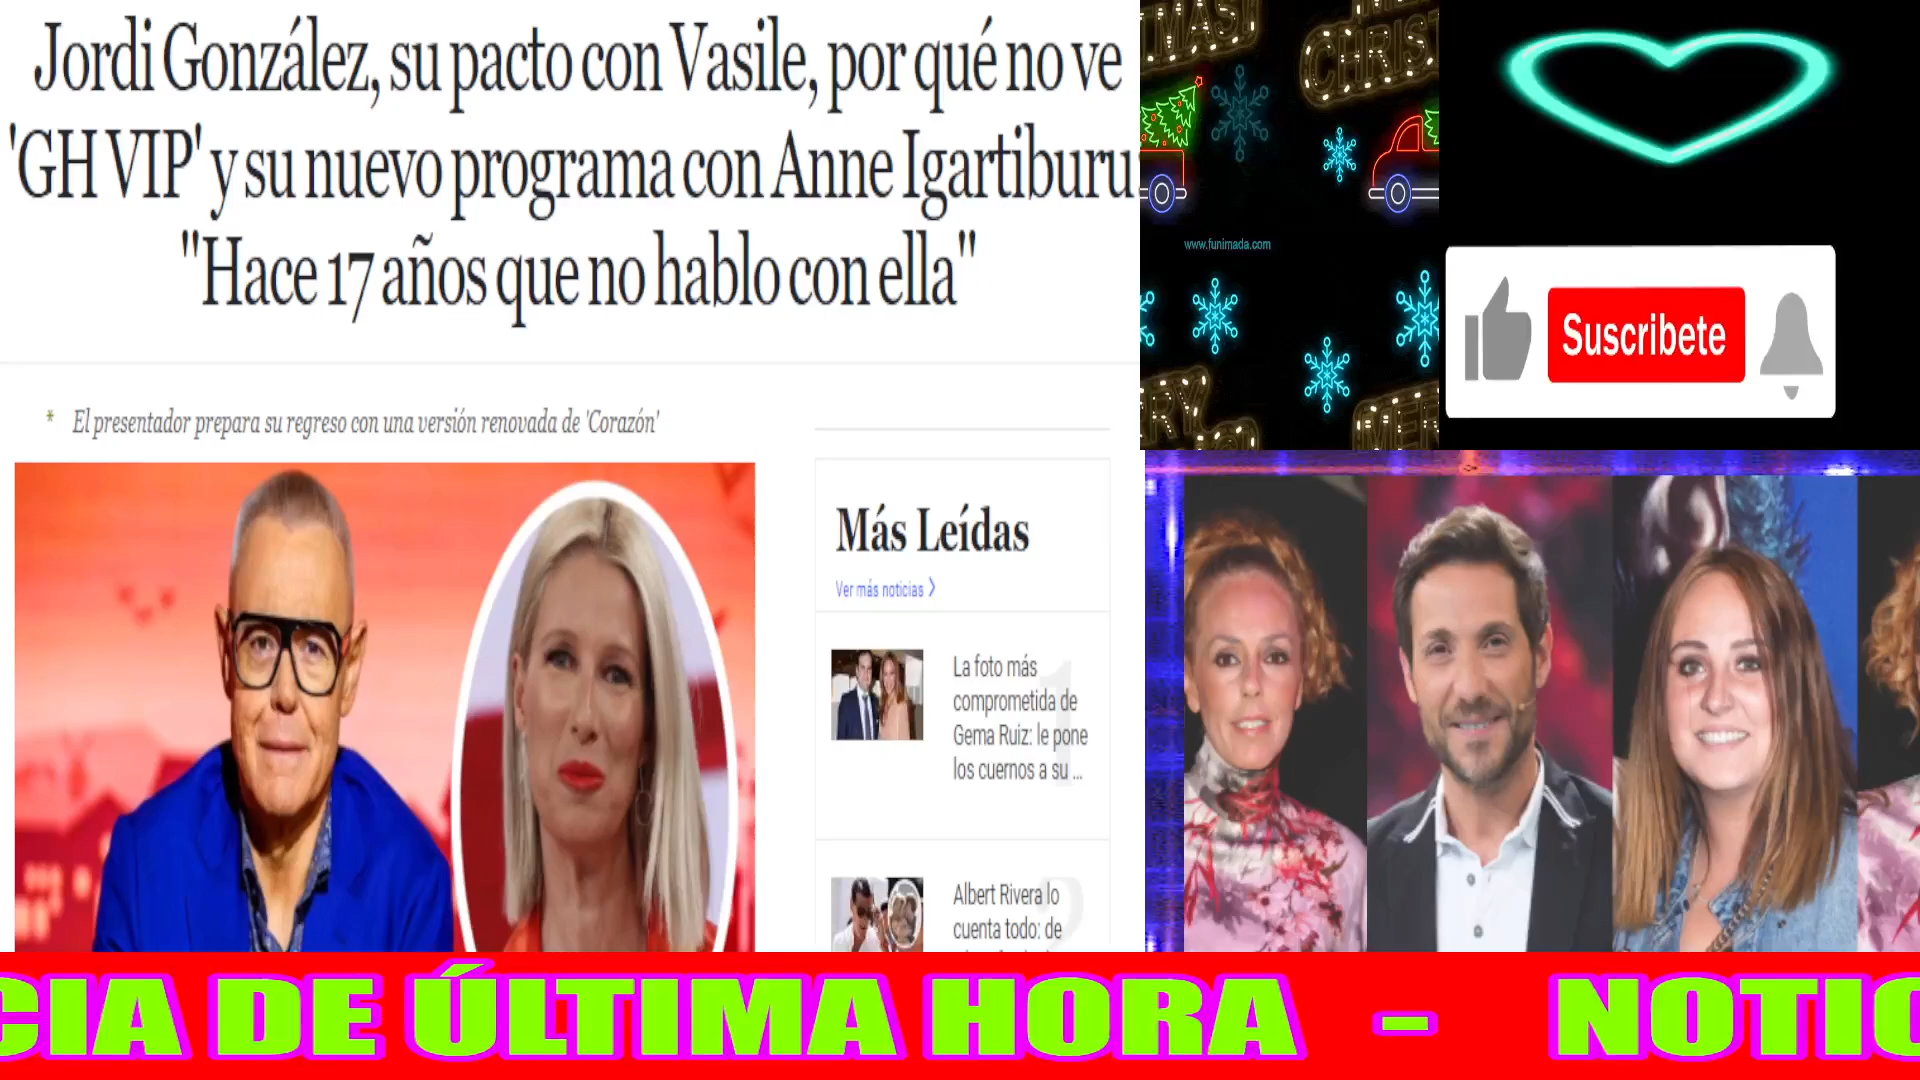 Jordi González, su pacto con Vasile, por qué no ve
'GH VIP' y su nuevo programa con Anne Igartiburu
"Hace 17 años que no hablo con ella"
* El presentador prepara su regreso con una versión renovada de 'Corazón'
Más Leídas
Ver más noticias >
1
La foto más
comprometida de
Gema Ruiz: le pone
los cuernos a su ...
2
Albert Rivera lo
cuenta todo: de
CHRIST
www.funimada.com
Suscribete
CIA DE ÚLTIMA HORA - NOTIC